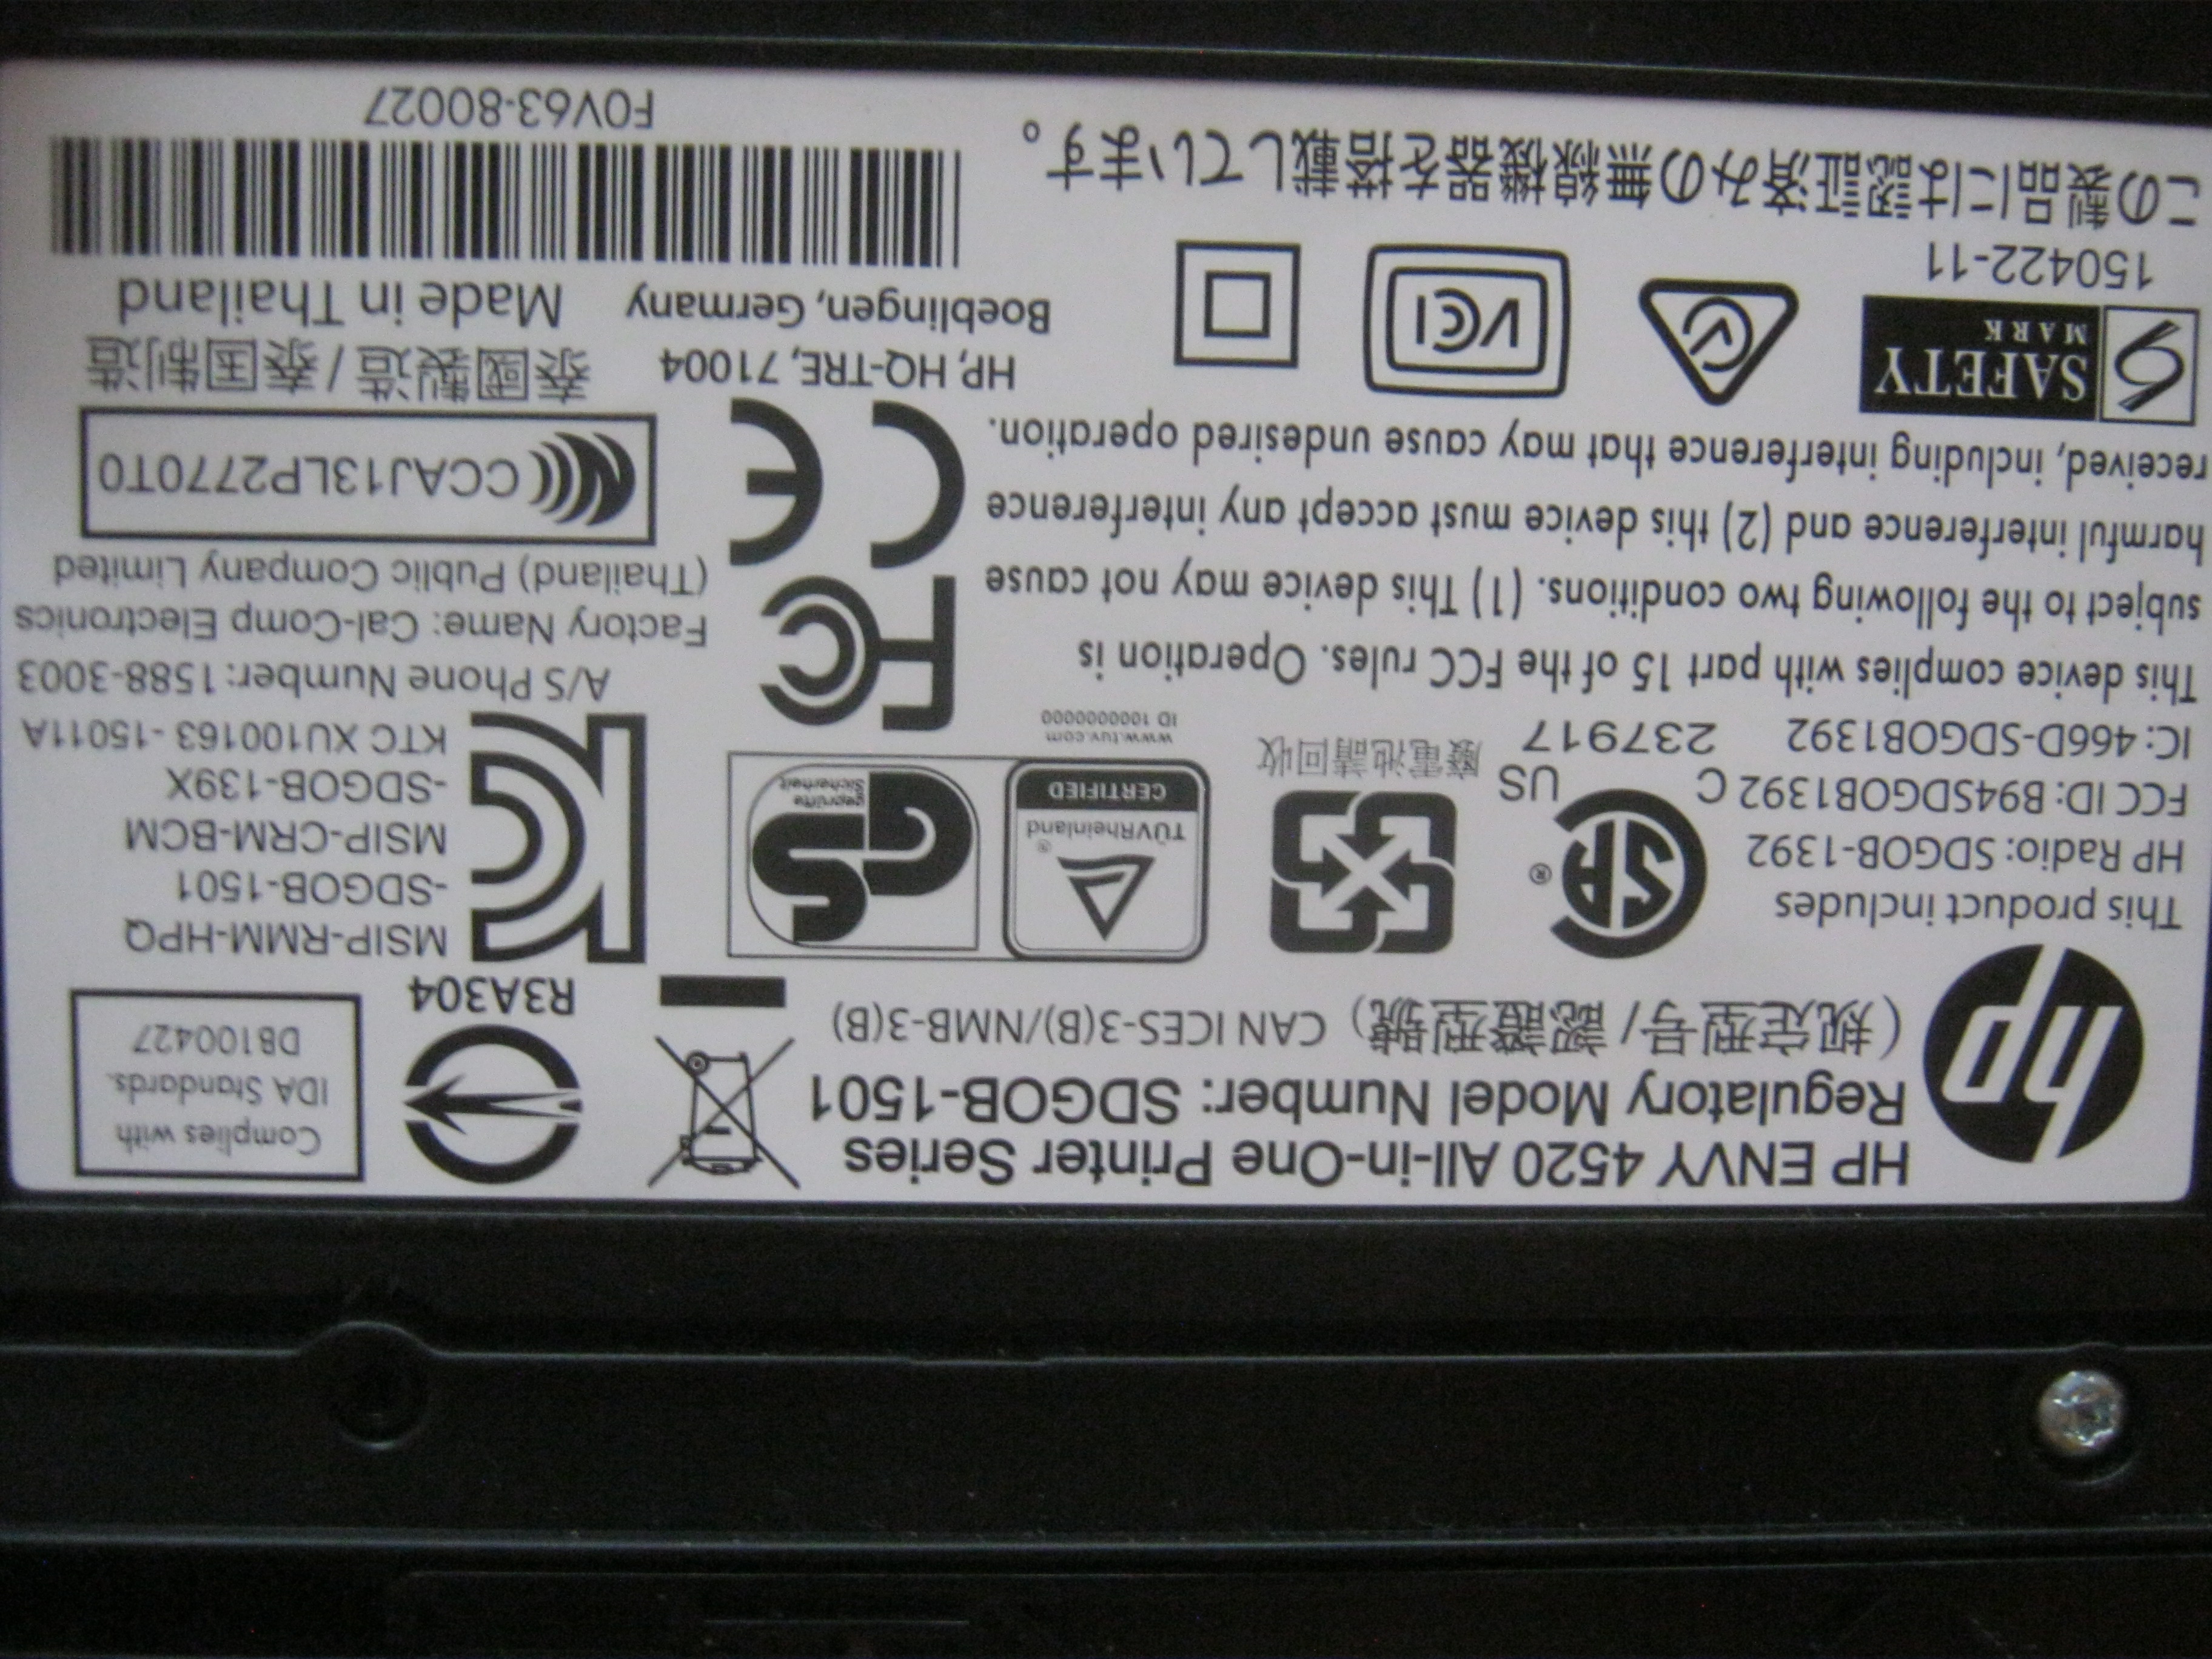 hp
HP ENVY 4520 All-in-One Printer Series
Regulatory Model Number: SDGOB-1501
(规定型号/ 認證型號) CAN ICES-3(B)/NMB-3(B)
R3A304
Complies with
IDA Standards.
DB100427
This product includes
HP Radio: SDGOB-1392
FCC ID: B94SDGOB1392
IC: 466D-SDGOB1392
SA
®
C
US
237917
廢電池請回收
TÜVRheinland
®
CERTIFIED
www.tuv.com
ID 1000000000
GS
geprüfte
Sicherheit
MSIP-RMM-HPQ
-SDGOB-1501
MSIP-CRM-BCM
-SDGOB-139X
KTC XU100163 -15011A
A/S Phone Number: 1588-3003
This device complies with part 15 of the FCC rules. Operation is
subject to the following two conditions. (1) This device may not cause
harmful interference and (2) this device must accept any interference
received, including interference that may cause undesired operation.
FC
CE
Factory Name: Cal-Comp Electronics
(Thailand) Public Company Limited
CCAJ13LP2770T0
SAFETY
MARK
150422-11
VCI
HP, HQ-TRE, 71004
Boeblingen, Germany
泰國製造 / 泰国制造
Made in Thailand
この製品には認証済みの無線機器を搭載しています。
F0V63-80027